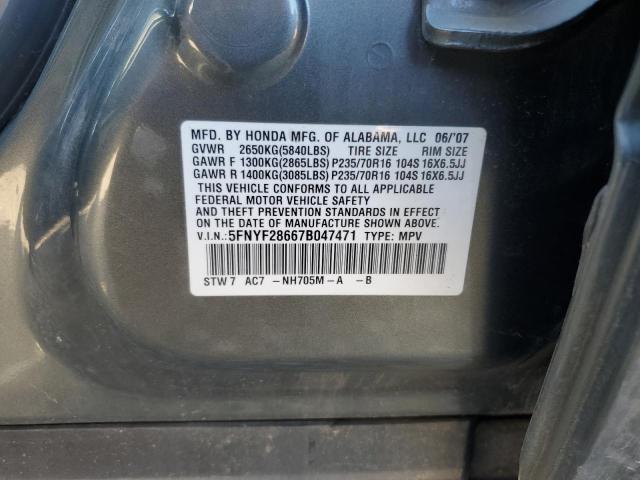 MFD. BY HONDA MFG. OF ALABAMA, LLC 06/'07
GVWR 2650KG(5840LBS) TIRE SIZE RIM SIZE
GAWR F 1300KG(2865LBS) P235/70R16 104S 16X6.5JJ
GAWR R 1400KG(3085LBS) P235/70R16 104S 16X6.5JJ
THIS VEHICLE CONFORMS TO ALL APPLICABLE
FEDERAL MOTOR VEHICLE SAFETY
AND THEFT PREVENTION STANDARDS IN EFFECT
ON THE DATE OF MANUFACTURE SHOWN ABOVE.
V.I.N.: 5FNYF28667B047471 TYPE: MPV
STW7 AC7 -NH705M-A -B